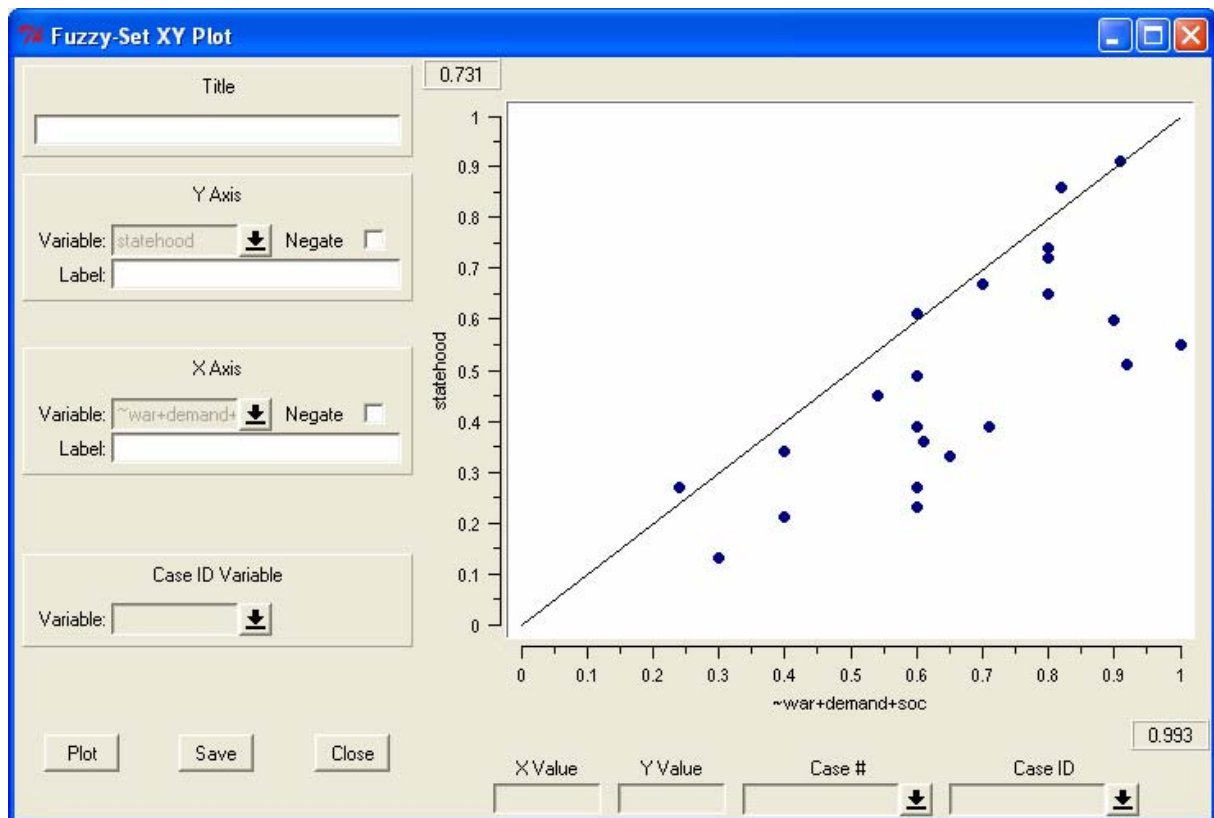 Fuzzy-Set XY Plot
Title
Y Axis
Variable: statehood Negate
Label:
X Axis
Variable: ~war+demand+ Negate
Label:
Case ID Variable
Variable:
Plot Save Close
0.731
1
0.9
0.8
0.7
0.6
0.5
0.4
0.3
0.2
0.1
0
statehood
0 0.1 0.2 0.3 0.4 0.5 0.6 0.7 0.8 0.9 1
~war+demand+soc
0.993
X Value Y Value Case # Case ID